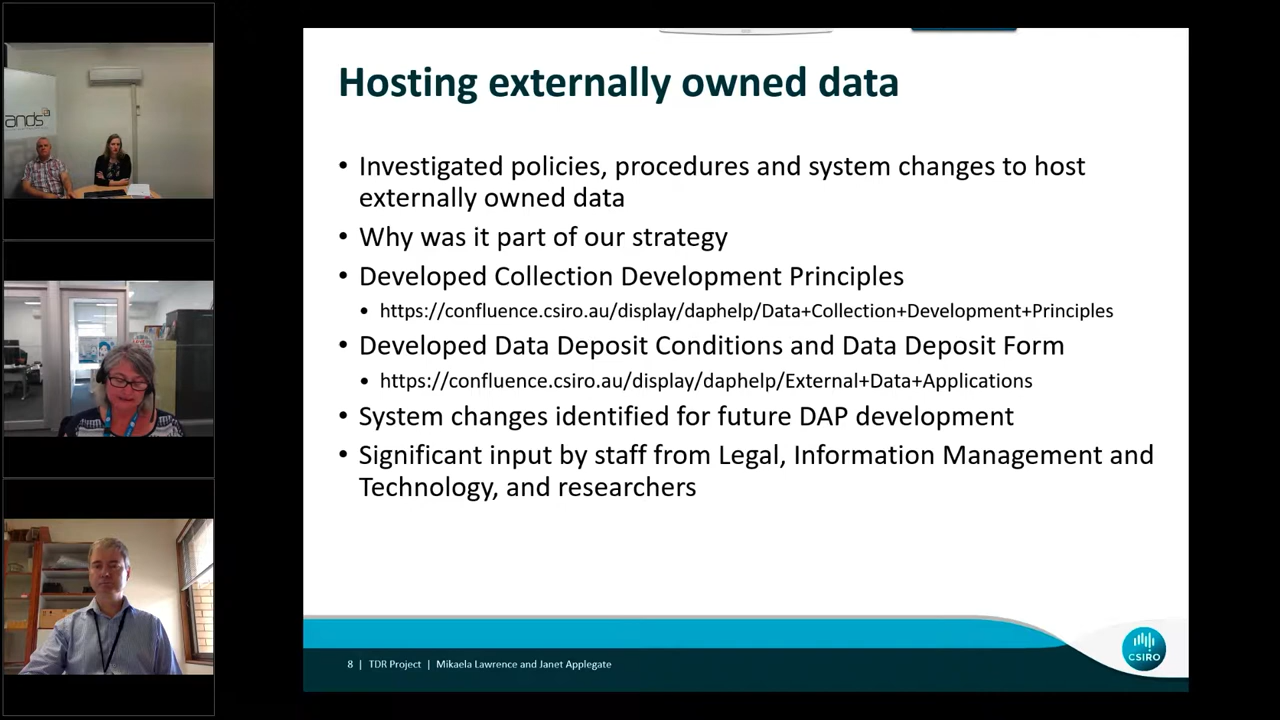 ands
Hosting externally owned data
• Investigated policies, procedures and system changes to host
externally owned data
• Why was it part of our strategy
• Developed Collection Development Principles
• https://confluence.csiro.au/display/daphelp/Data+Collection+Development+Principles
• Developed Data Deposit Conditions and Data Deposit Form
• https://confluence.csiro.au/display/daphelp/External+Data+Applications
• System changes identified for future DAP development
• Significant input by staff from Legal, Information Management and
Technology, and researchers
8 | TDR Project | Mikaela Lawrence and Janet Applegate
CSIRO